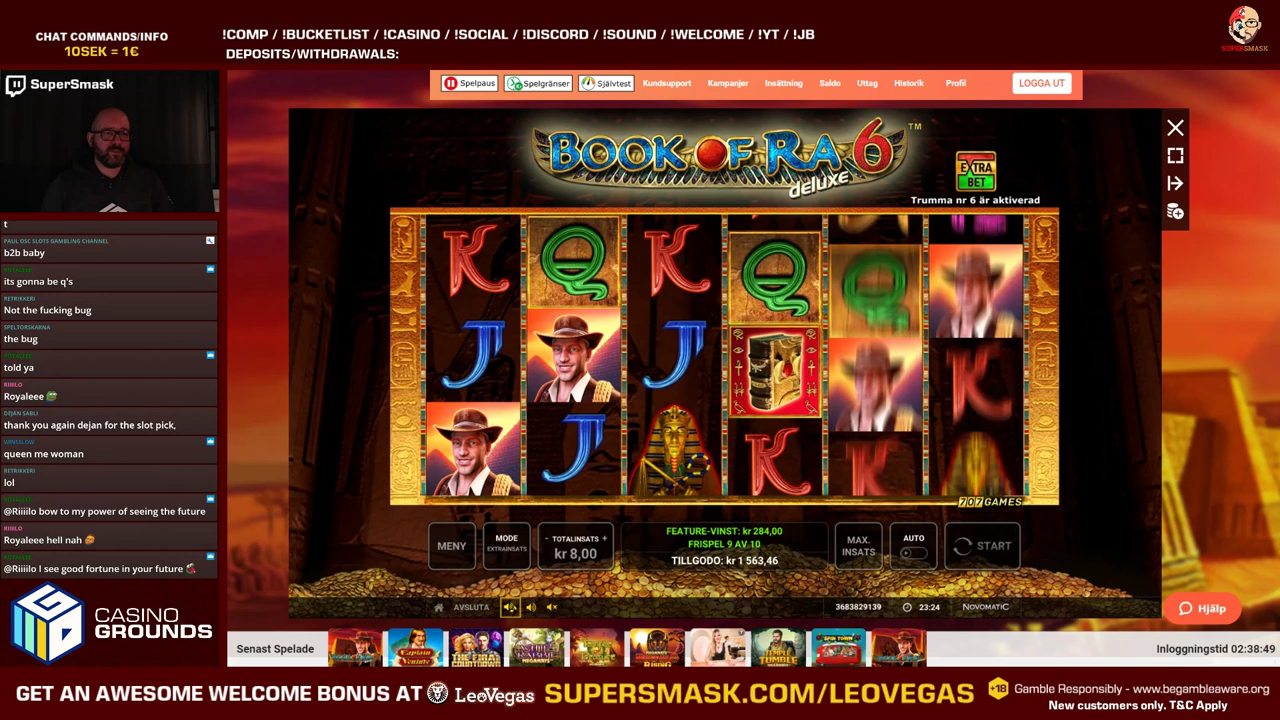 CHAT COMMANDS/INFO
10SEK = 1€
!COMP / !BUCKETLIST / !CASINO / !SOCIAL / !DISCORD / !SOUND / !WELCOME / !YT / !JB
DEPOSITS/WITHDRAWALS:
SUPERSMASK
SuperSmask
Spelpaus
Spelgränser
Självtest
Kundsupport
Kampanjer
Insättning
Saldo
Uttag
Historik
Profil
LOGGA UT
BOOK OF RA 6 ™
deluxe
EXTRA
BET
Trumma nr 6 är aktiverad
t
PAUL OSC SLOTS GAMBLING CHANNEL
b2b baby
its gonna be q's
RETRIKKERI
Not the fucking bug
SPELTORSKARNA
the bug
told ya
RIIIILO
Royaleee
DEJAN SABLI
thank you again dejan for the slot pick,
queen me woman
RETRIKKERI
lol
@Riiiilo bow to my power of seeing the future
RIIIILO
Royaleee hell nah
@Riiiilo I see good fortune in your future
K Q K Q Q
J J K
J K K
707GAMES
MENY
MODE
EXTRAINSATS
- TOTALINSATS +
kr 8,00
FEATURE-VINST: kr 284,00
FRISPEL 9 AV 10
TILLGODO: kr 1 563,46
MAX.
INSATS
AUTO
START
AVSLUTA
3683829139
23:24
NOVOMATIC
Hjälp
CASINO
GROUNDS
Senast Spelade
Inloggningstid 02:38:49
GET AN AWESOME WELCOME BONUS AT LeoVegas SUPERSMASK.COM/LEOVEGAS
+18 Gamble Responsibly - www.begambleaware.org
New customers only. T&C Apply